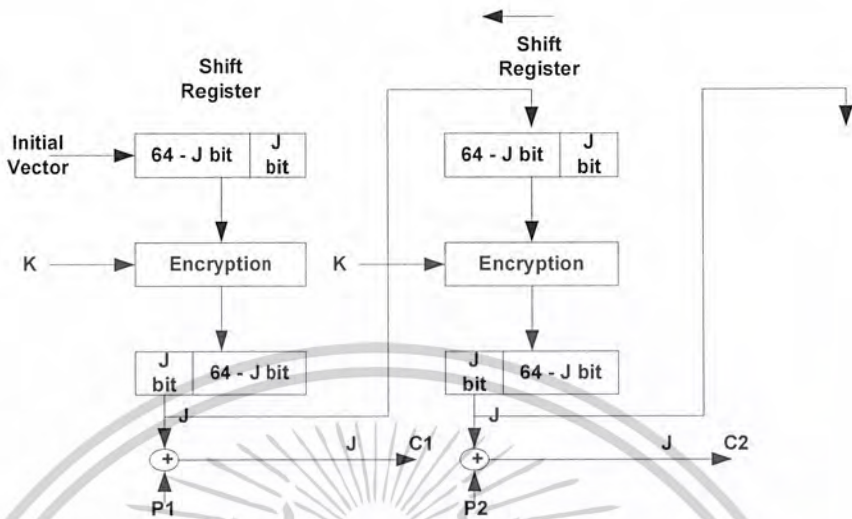 Shift
Register
Shift
Register
Initial
Vector
64 - J bit
J
bit
64 - J bit
J
bit
K
Encryption
K
Encryption
J
bit
64 - J bit
J
bit
64 - J bit
J
J
+
J
C1
+
J
C2
P1
P2